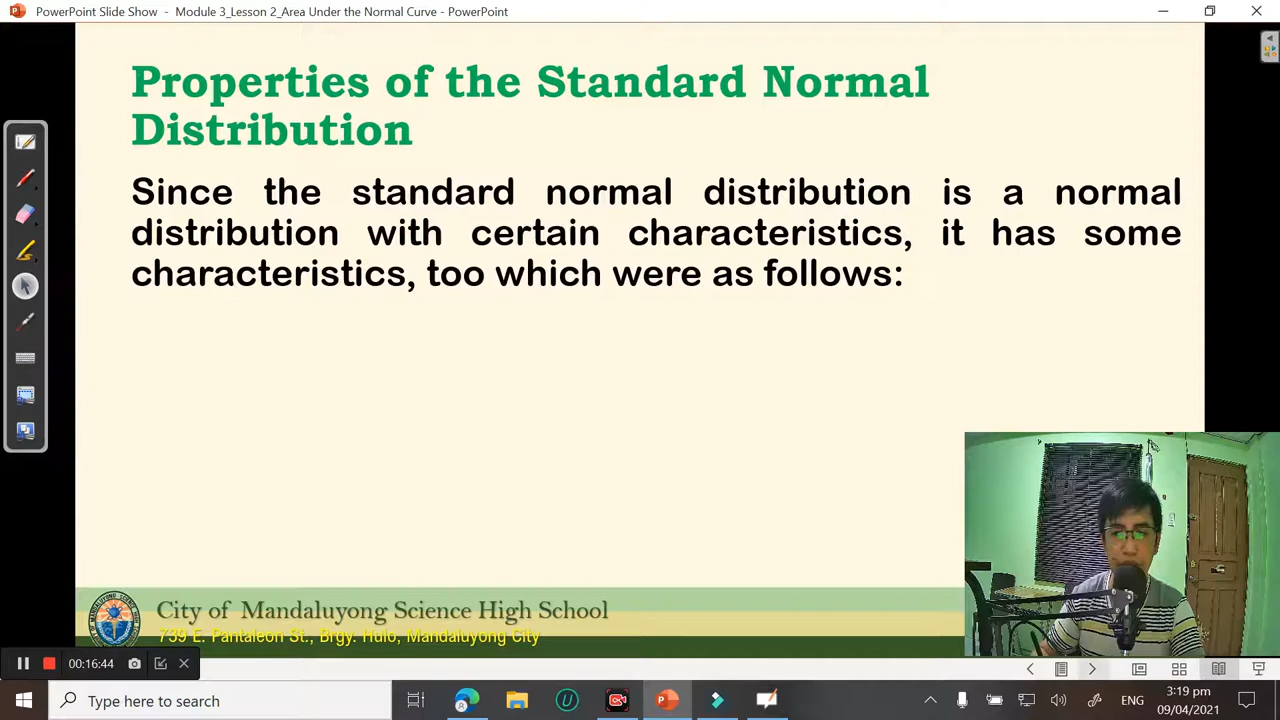 PowerPoint Slide Show - Module 3_Lesson 2_Area Under the Normal Curve - PowerPoint
Properties of the Standard Normal
Distribution
Since the standard normal distribution is a normal
distribution with certain characteristics, it has some
characteristics, too which were as follows:
City of Mandaluyong Science High School
739 E. Pantaleon St., Brgy. Hulo, Mandaluyong City
00:16:44
Type here to search
ENG
3:19 pm
09/04/2021